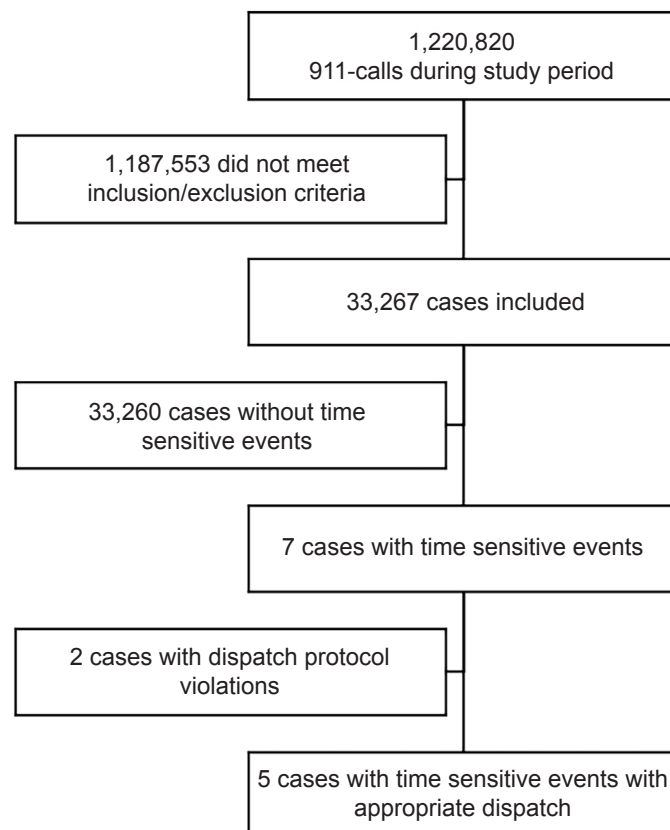 1,220,820
911-calls during study period
1,187,553 did not meet
inclusion/exclusion criteria
33,267 cases included
33,260 cases without time
sensitive events
7 cases with time sensitive events
2 cases with dispatch protocol
violations
5 cases with time sensitive events with
appropriate dispatch